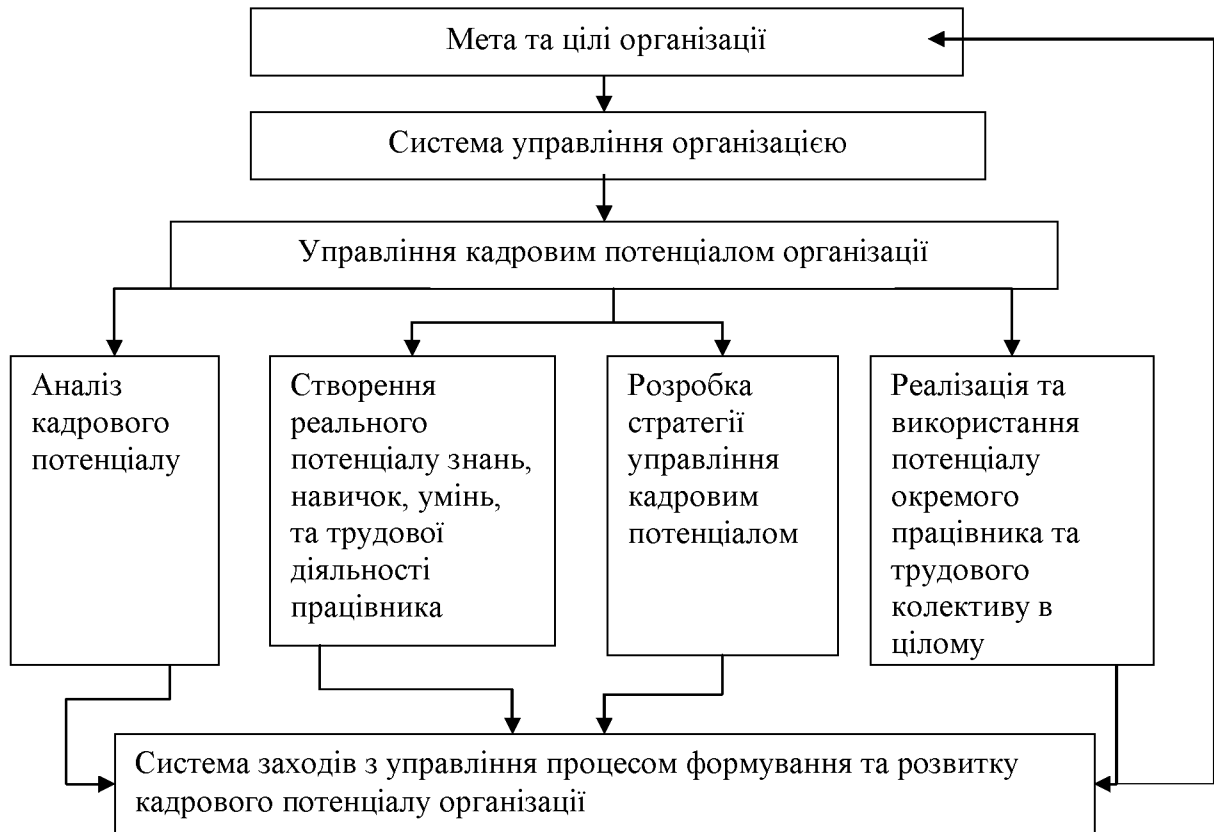 Мета та цілі організації
Система управління організацією
Управління кадровим потенціалом організації
Аналіз
кадрового
потенціалу
Створення
реального
потенціалу знань,
навичок, умінь,
та трудової
діяльності
працівника
Розробка
стратегії
управління
кадровим
потенціалом
Реалізація та
використання
потенціалу
окремого
працівника та
трудового
колективу в
цілому
Система заходів з управління процесом формування та розвитку
кадрового потенціалу організації